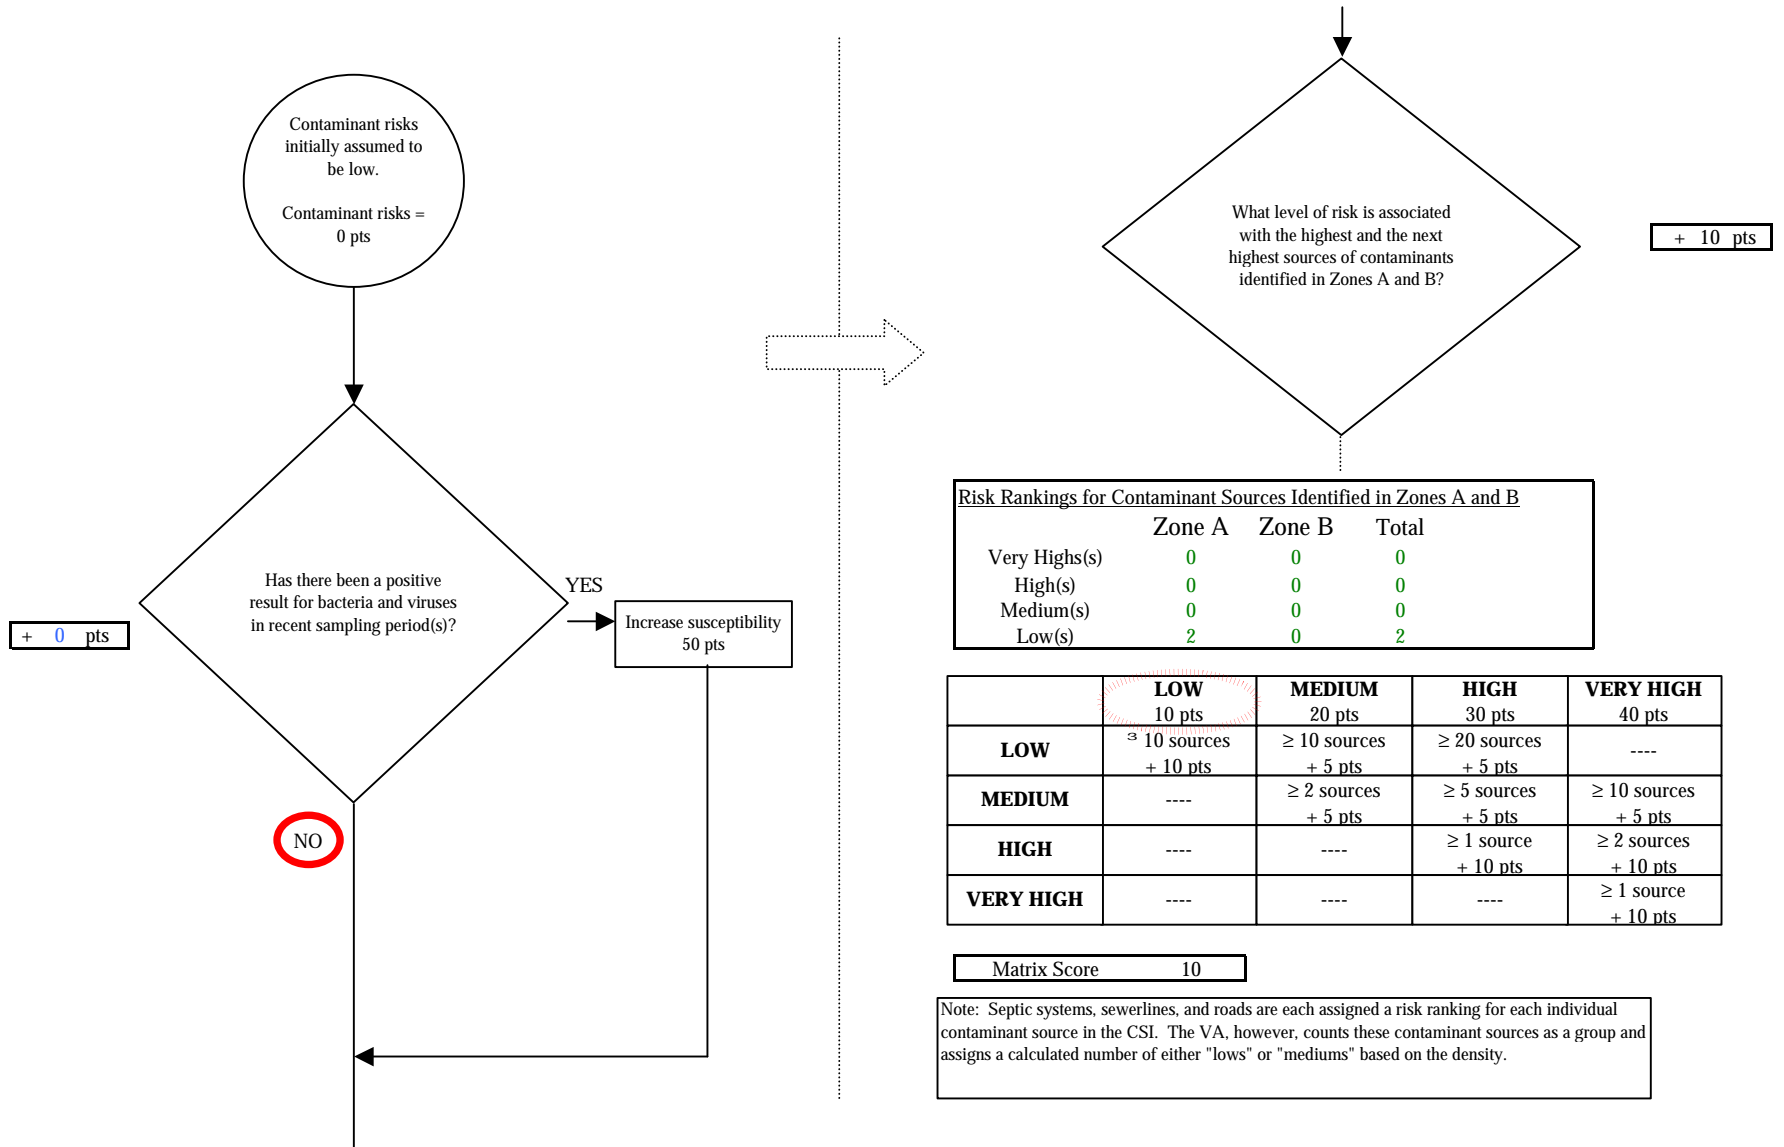 Contaminant risks
initially assumed to
be low.
Contaminant risks =
0 pts
Has there been a positive
result for bacteria and viruses
in recent sampling period(s)?
+ 0 pts
YES
Increase susceptibility
50 pts
NO
What level of risk is associated
with the highest and the next
highest sources of contaminants
identified in Zones A and B?
+ 10 pts
Risk Rankings for Contaminant Sources Identified in Zones A and B
Zone A Zone B Total
Very Highs(s) 0 0 0
High(s) 0 0 0
Medium(s) 0 0 0
Low(s) 2 0 2
LOW MEDIUM HIGH VERY HIGH
10 pts 20 pts 30 pts 40 pts
LOW ³ 10 sources ≥ 10 sources ≥ 20 sources ----
+ 10 pts + 5 pts + 5 pts
MEDIUM ---- ≥ 2 sources ≥ 5 sources ≥ 10 sources
+ 5 pts + 5 pts + 5 pts
HIGH ---- ---- ≥ 1 source ≥ 2 sources
+ 10 pts + 10 pts
VERY HIGH ---- ---- ---- ≥ 1 source
+ 10 pts
Matrix Score 10
Note: Septic systems, sewerlines, and roads are each assigned a risk ranking for each individual
contaminant source in the CSI. The VA, however, counts these contaminant sources as a group and
assigns a calculated number of either "lows" or "mediums" based on the density.